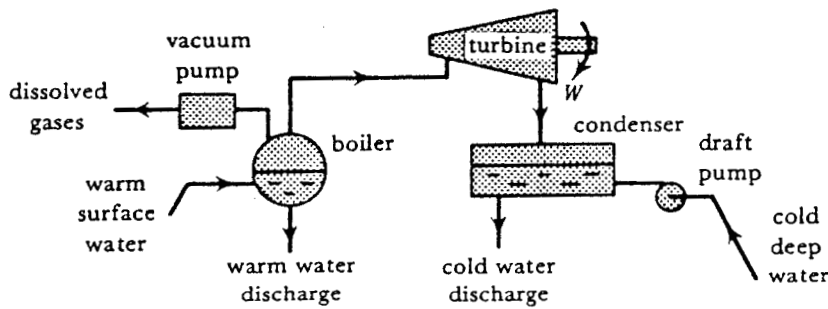 vacuum
pump
dissolved
gases
turbine
W
boiler
condenser
draft
pump
warm
surface
water
cold
deep
water
warm water
discharge
cold water
discharge